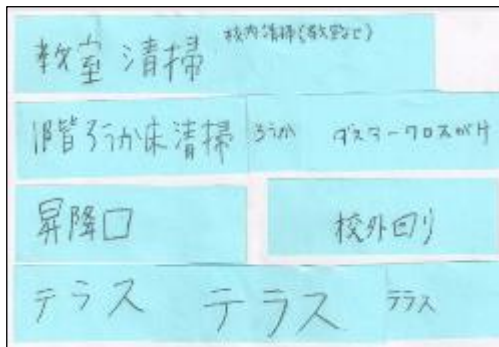 教室清掃 校内清掃(教室など)
1階ろうか床清掃 ろうか ダスタークロスがけ
昇降口 校外回り
テラス テラス テラス